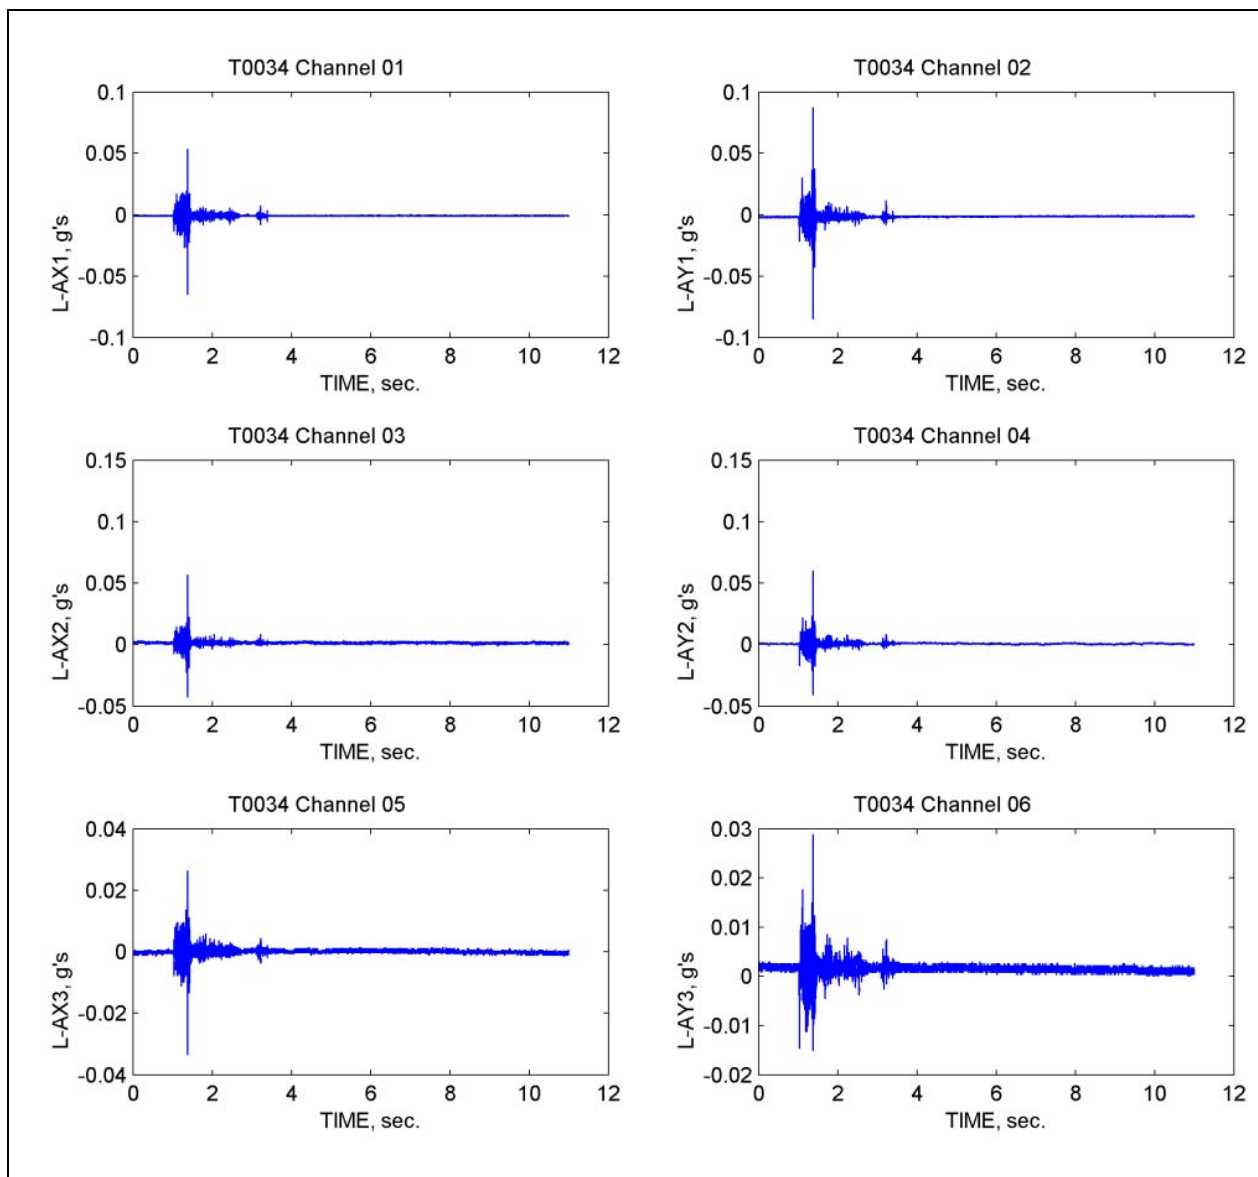 T0034 Channel 01
T0034 Channel 02
0.1
0.05
0
-0.05
-0.1
L-AX1, g's
0 2 4 6 8 10 12
TIME, sec.
0.1
0.05
0
-0.05
-0.1
L-AY1, g's
0 2 4 6 8 10 12
TIME, sec.
T0034 Channel 03
T0034 Channel 04
0.15
0.1
0.05
0
-0.05
L-AX2, g's
0 2 4 6 8 10 12
TIME, sec.
0.15
0.1
0.05
0
-0.05
L-AY2, g's
0 2 4 6 8 10 12
TIME, sec.
T0034 Channel 05
T0034 Channel 06
0.04
0.02
0
-0.02
-0.04
L-AX3, g's
0 2 4 6 8 10 12
TIME, sec.
0.03
0.02
0.01
0
-0.01
-0.02
L-AY3, g's
0 2 4 6 8 10 12
TIME, sec.